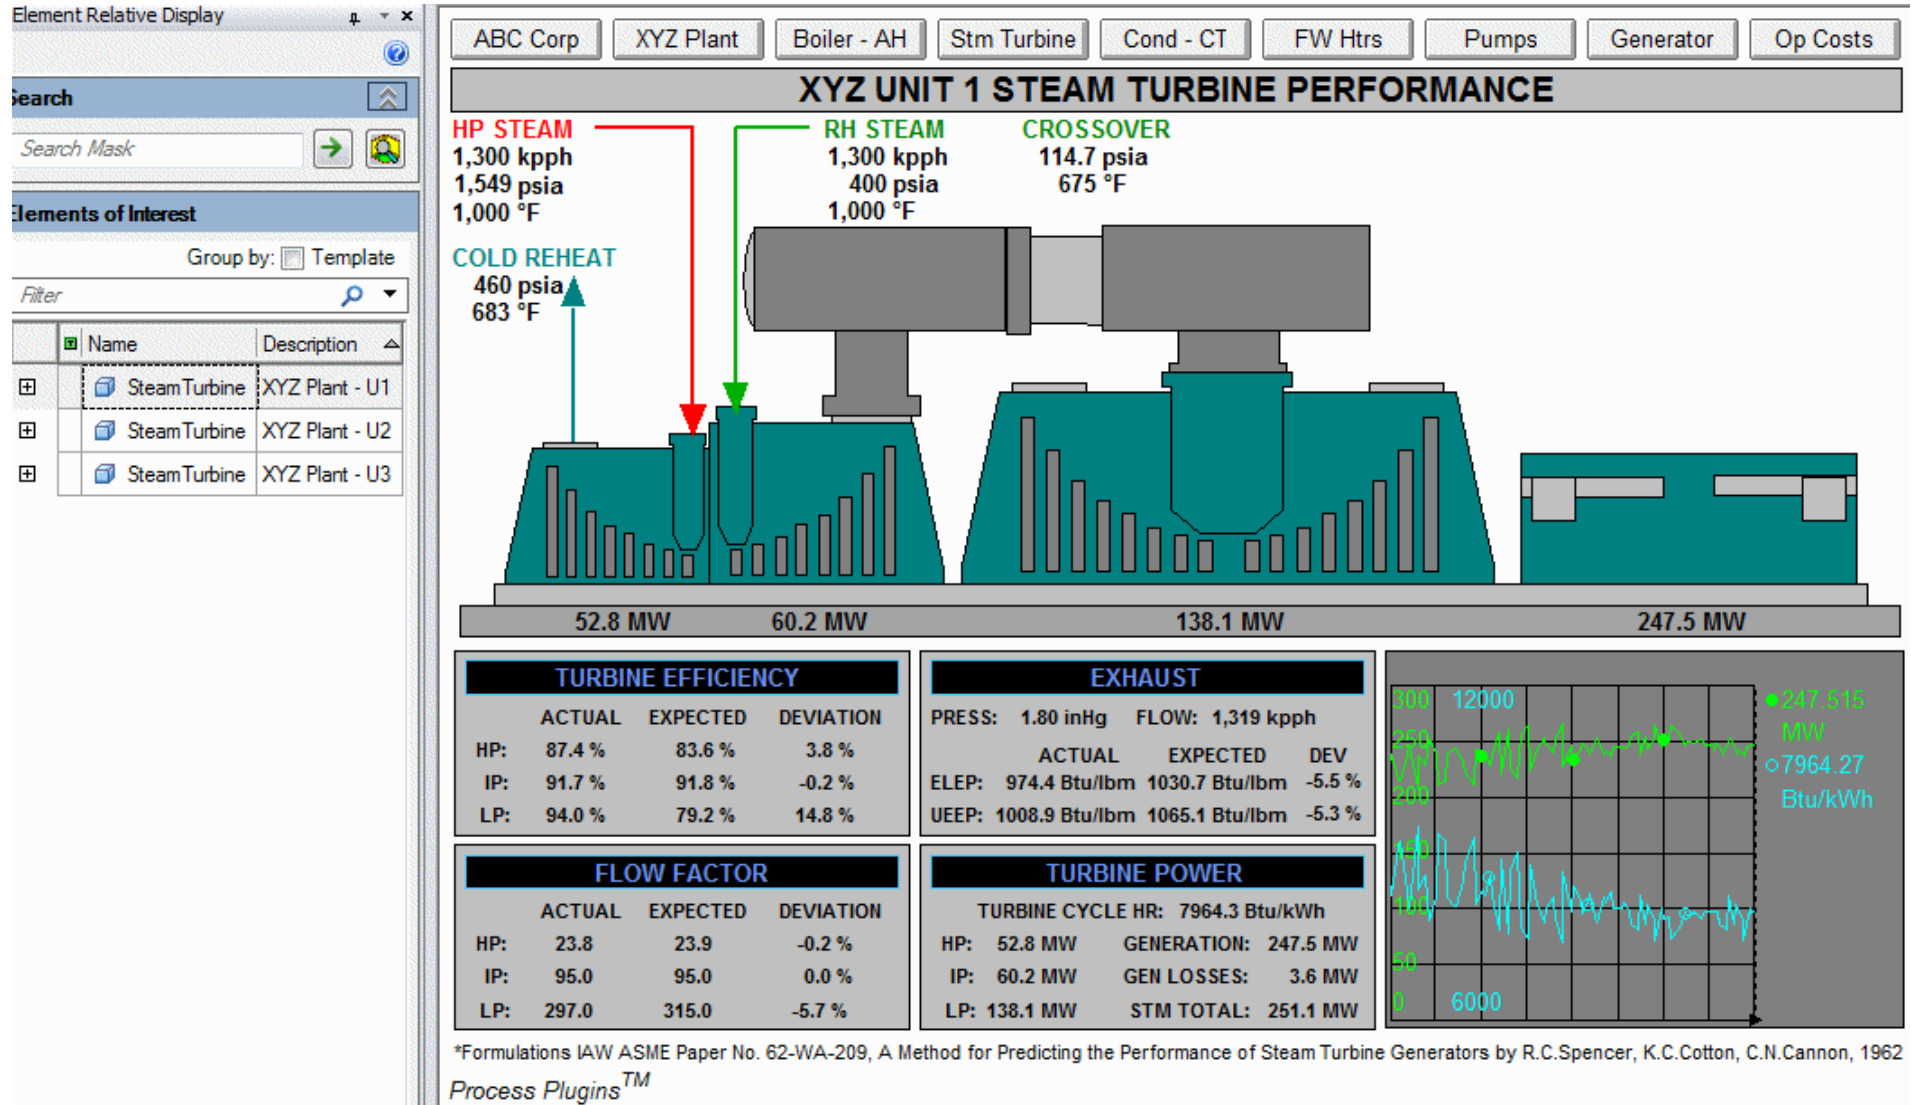 Element Relative Display
Search
Search Mask
Elements of Interest
Group by: Template
Filter
Name Description
SteamTurbine XYZ Plant - U1
SteamTurbine XYZ Plant - U2
SteamTurbine XYZ Plant - U3
ABC Corp XYZ Plant Boiler - AH Stm Turbine Cond - CT FW Htrs Pumps Generator Op Costs
XYZ UNIT 1 STEAM TURBINE PERFORMANCE
HP STEAM
1,300 kpph
1,549 psia
1,000 °F
RH STEAM
1,300 kpph
400 psia
1,000 °F
CROSSOVER
114.7 psia
675 °F
COLD REHEAT
460 psia
683 °F
52.8 MW 60.2 MW 138.1 MW 247.5 MW
TURBINE EFFICIENCY
ACTUAL EXPECTED DEVIATION
HP: 87.4 % 83.6 % 3.8 %
IP: 91.7 % 91.8 % -0.2 %
LP: 94.0 % 79.2 % 14.8 %
EXHAUST
PRESS: 1.80 inHg FLOW: 1,319 kpph
ACTUAL EXPECTED DEV
ELEP: 974.4 Btu/lbm 1030.7 Btu/lbm -5.5 %
UEEP: 1008.9 Btu/lbm 1065.1 Btu/lbm -5.3 %
FLOW FACTOR
ACTUAL EXPECTED DEVIATION
HP: 23.8 23.9 -0.2 %
IP: 95.0 95.0 0.0 %
LP: 297.0 315.0 -5.7 %
TURBINE POWER
TURBINE CYCLE HR: 7964.3 Btu/kWh
HP: 52.8 MW GENERATION: 247.5 MW
IP: 60.2 MW GEN LOSSES: 3.6 MW
LP: 138.1 MW STM TOTAL: 251.1 MW
300 12000
250
200
150
100
50
0 6000
247.515
MW
7964.27
Btu/kWh
*Formulations IAW ASME Paper No. 62-WA-209, A Method for Predicting the Performance of Steam Turbine Generators by R.C.Spencer, K.C.Cotton, C.N.Cannon, 1962
Process Plugins™